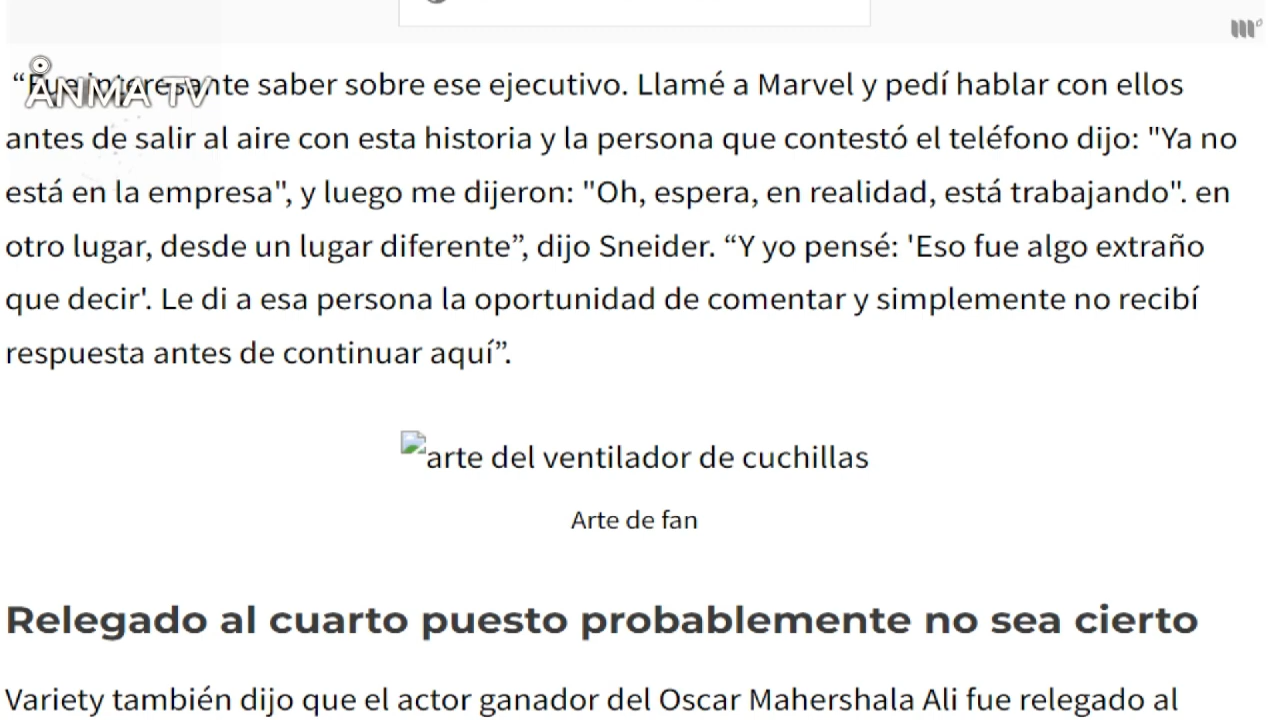 “Fue interesante saber sobre ese ejecutivo. Llamé a Marvel y pedí hablar con ellos
ANMA TV
antes de salir al aire con esta historia y la persona que contestó el teléfono dijo: "Ya no
está en la empresa", y luego me dijeron: "Oh, espera, en realidad, está trabajando". en
otro lugar, desde un lugar diferente”, dijo Sneider. “Y yo pensé: 'Eso fue algo extraño
que decir'. Le di a esa persona la oportunidad de comentar y simplemente no recibí
respuesta antes de continuar aquí”.
arte del ventilador de cuchillas
Arte de fan
Relegado al cuarto puesto probablemente no sea cierto
Variety también dijo que el actor ganador del Oscar Mahershala Ali fue relegado al